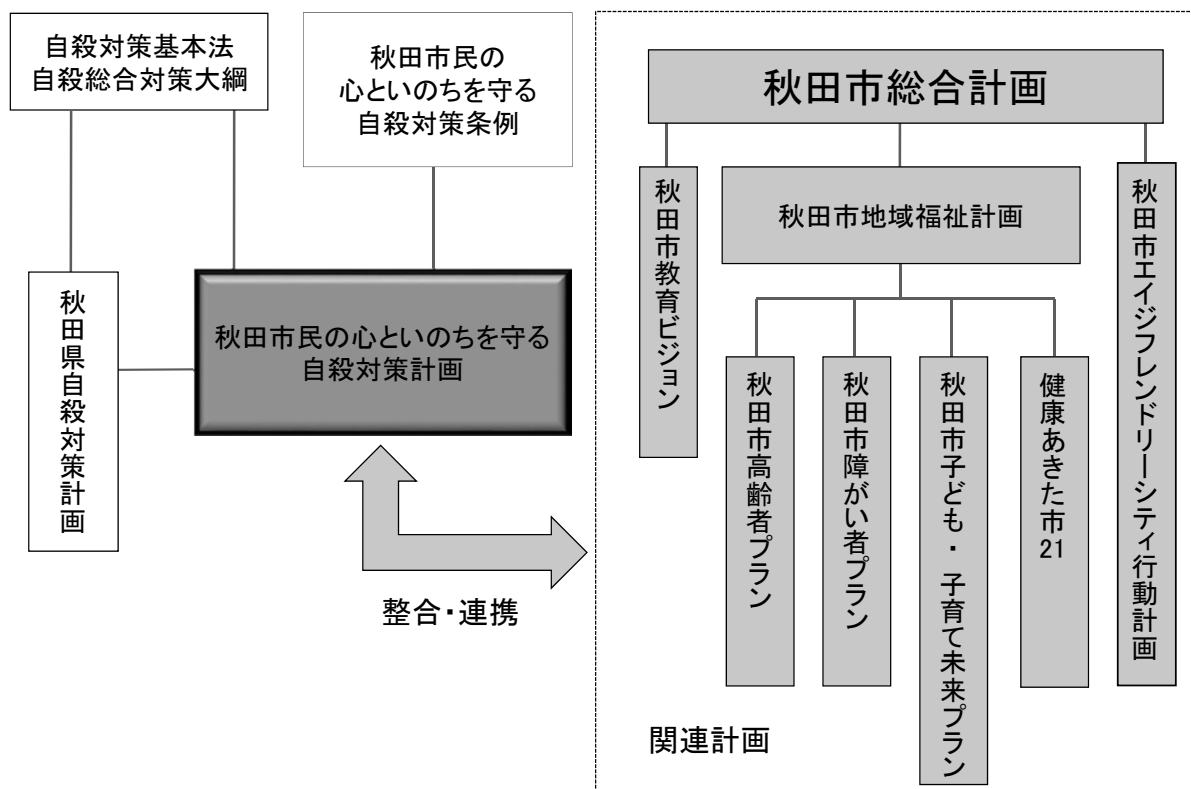 自殺対策基本法
自殺総合対策大綱
秋田市民の
心といのちを守る
自殺対策条例
秋田県自殺対策計画
秋田市民の心といのちを守る
自殺対策計画
整合・連携
秋田市総合計画
秋田市教育ビジョン
秋田市地域福祉計画
秋田市エイジフレンドリーシティ行動計画
秋田市高齢者プラン
秋田市障がい者プラン
秋田市子ども・子育て未来プラン
健康あきた市21
関連計画